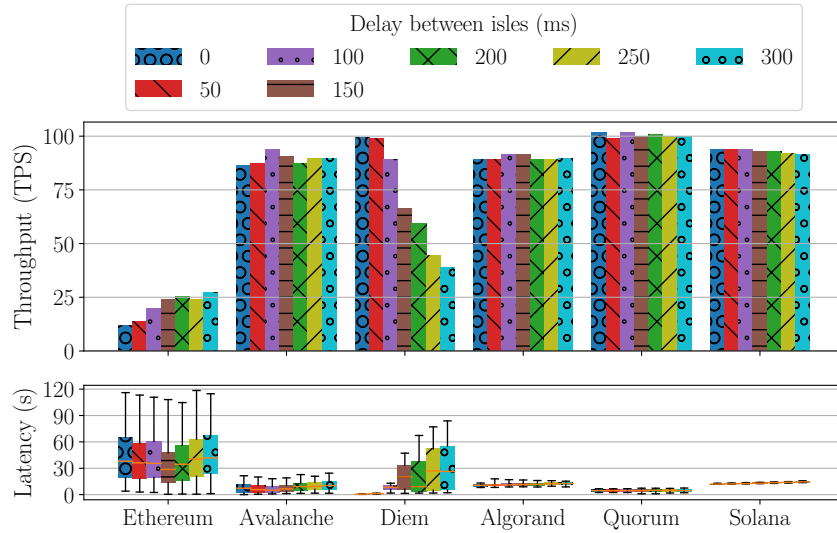 Delay between isles (ms)
0 100 200 250 300
50 150
Throughput (TPS)
100
75
50
25
0
Latency (s)
120
90
60
30
0
Ethereum Avalanche Diem Algorand Quorum Solana